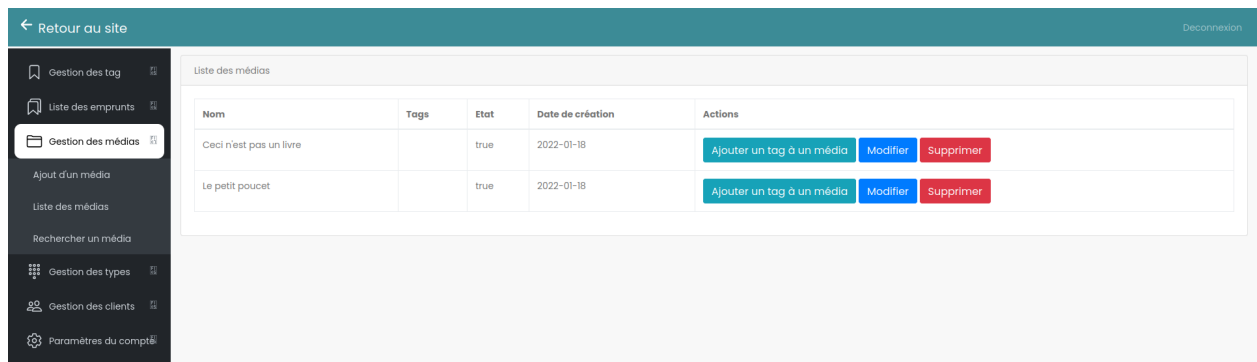 Retour au site
Deconnexion
Gestion des tag
Liste des emprunts
Gestion des médias
Ajout d'un média
Liste des médias
Rechercher un média
Gestion des types
Gestion des clients
Paramètres du compte
Liste des médias
Nom Tags Etat Date de création Actions
Ceci n'est pas un livre true 2022-01-18 Ajouter un tag à un média Modifier Supprimer
Le petit poucet true 2022-01-18 Ajouter un tag à un média Modifier Supprimer